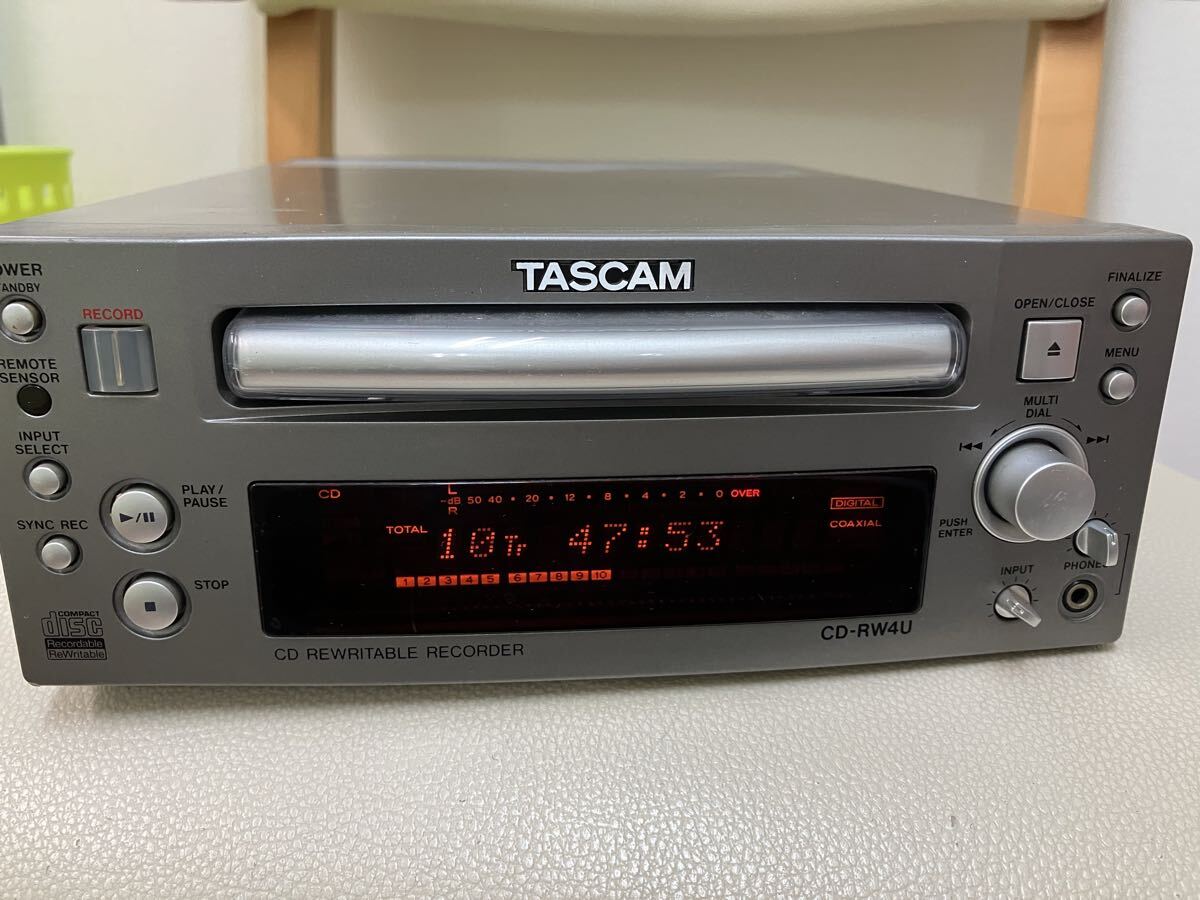 TASCAM
OWER
TANDBY
RECORD
REMOTE
SENSOR
INPUT
SELECT
SYNC REC
PLAY/
PAUSE
STOP
COMPACT
disc
Recordable
ReWritable
CD
L
-dB 50 40 · 20 · 12 · 8 · 4 · 2 · 0 OVER
R
DIGITAL
COAXIAL
TOTAL
10Tr 47:53
1 2 3 4 5 6 7 8 9 10
CD REWRITABLE RECORDER
CD-RW4U
FINALIZE
OPEN/CLOSE
MENU
MULTI
DIAL
PUSH
ENTER
INPUT
PHONES